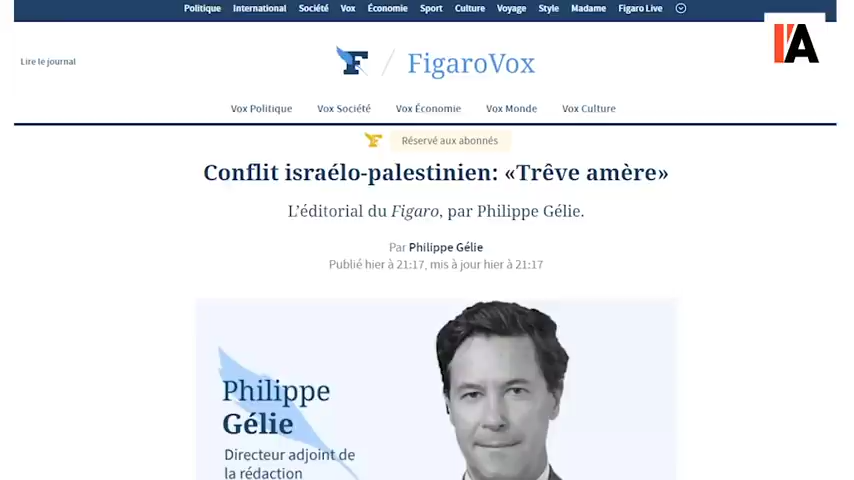 Politique International Société Vox Économie Sport Culture Voyage Style Madame Figaro Live
IA
Lire le journal
F / FigaroVox
Vox Politique Vox Société Vox Économie Vox Monde Vox Culture
F Réservé aux abonnés
Conflit israélo-palestinien: «Trêve amère»
L'éditorial du Figaro, par Philippe Gélie.
Par Philippe Gélie
Publié hier à 21:17, mis à jour hier à 21:17
Philippe
Gélie
Directeur adjoint de
la rédaction